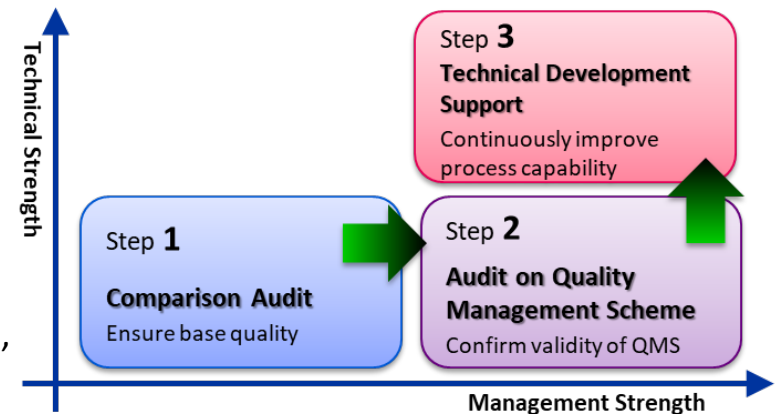 Technical Strength
Step 3
Technical Development
Support
Continuously improve
process capability
Step 1
Comparison Audit
Ensure base quality
Step 2
Audit on Quality
Management Scheme
Confirm validity of QMS
,
Management Strength